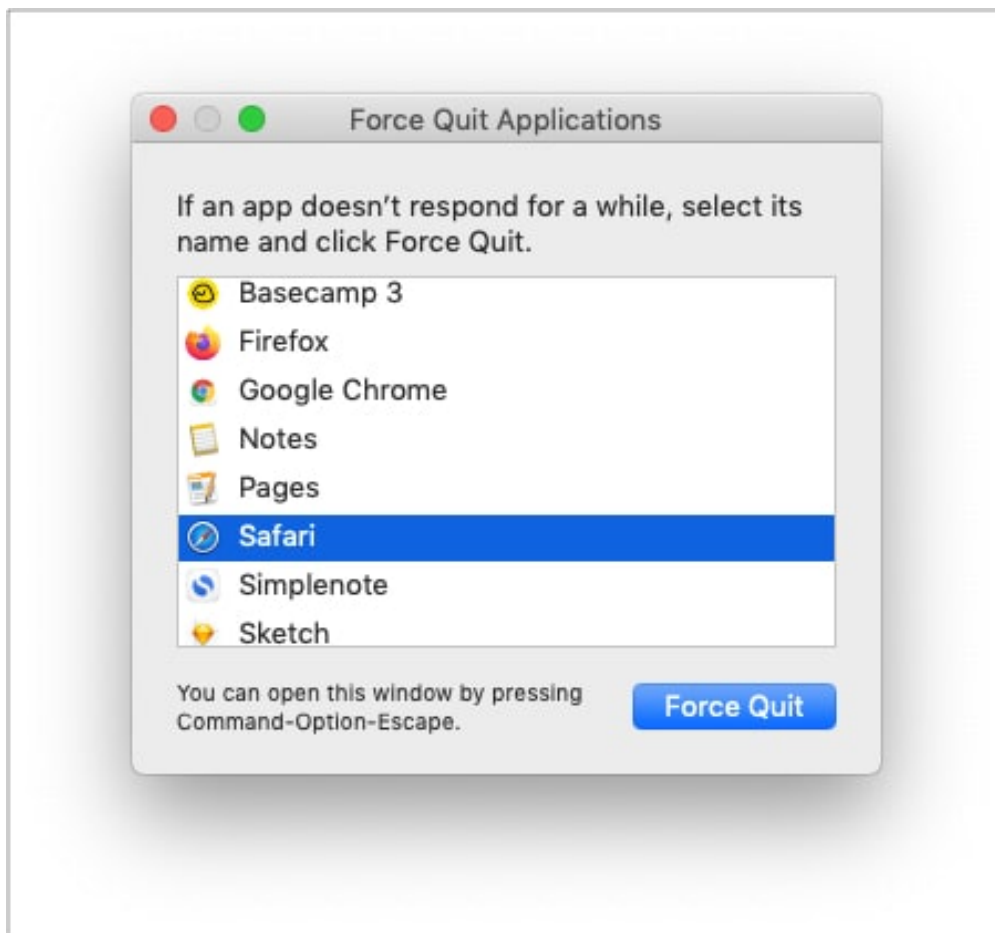 Force Quit Applications
If an app doesn’t respond for a while, select its
name and click Force Quit.
Basecamp 3
Firefox
Google Chrome
Notes
Pages
Safari
Simplenote
Sketch
You can open this window by pressing
Command-Option-Escape.
Force Quit